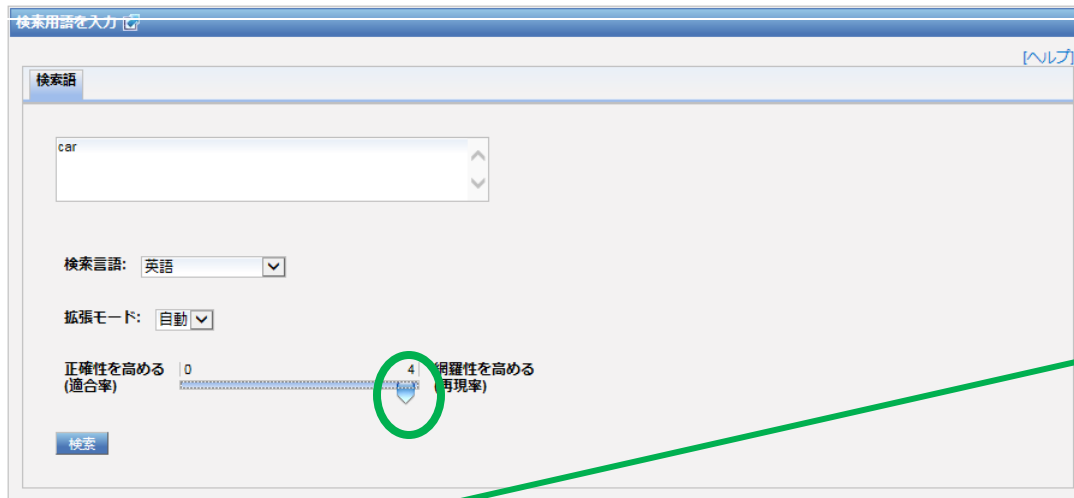 検索用語を入力
[ヘルプ]
検索語
car
検索言語: 英語
拡張モード: 自動
正確性を高める 0 4 網羅性を高める
(適合率) (再現率)
検索